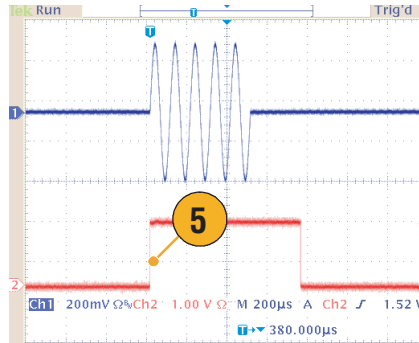 Tek Run Trig'd
T
T
1
5
2
Ch1 200mV Ω Ch2 1.00 V Ω M 200µs A Ch2 1.52 V
T 380.000µs